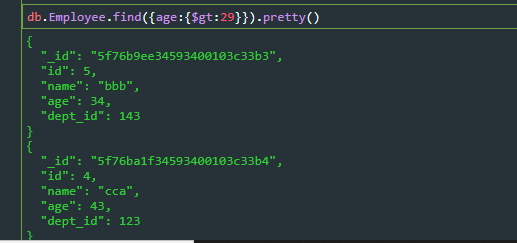 db.Employee.find({age:{$gt:29}}).pretty()
{
  "_id": "5f76b9ee34593400103c33b3",
  "id": 5,
  "name": "bbb",
  "age": 34,
  "dept_id": 143
}
{
  "_id": "5f76ba1f34593400103c33b4",
  "id": 4,
  "name": "cca",
  "age": 43,
  "dept_id": 123
}